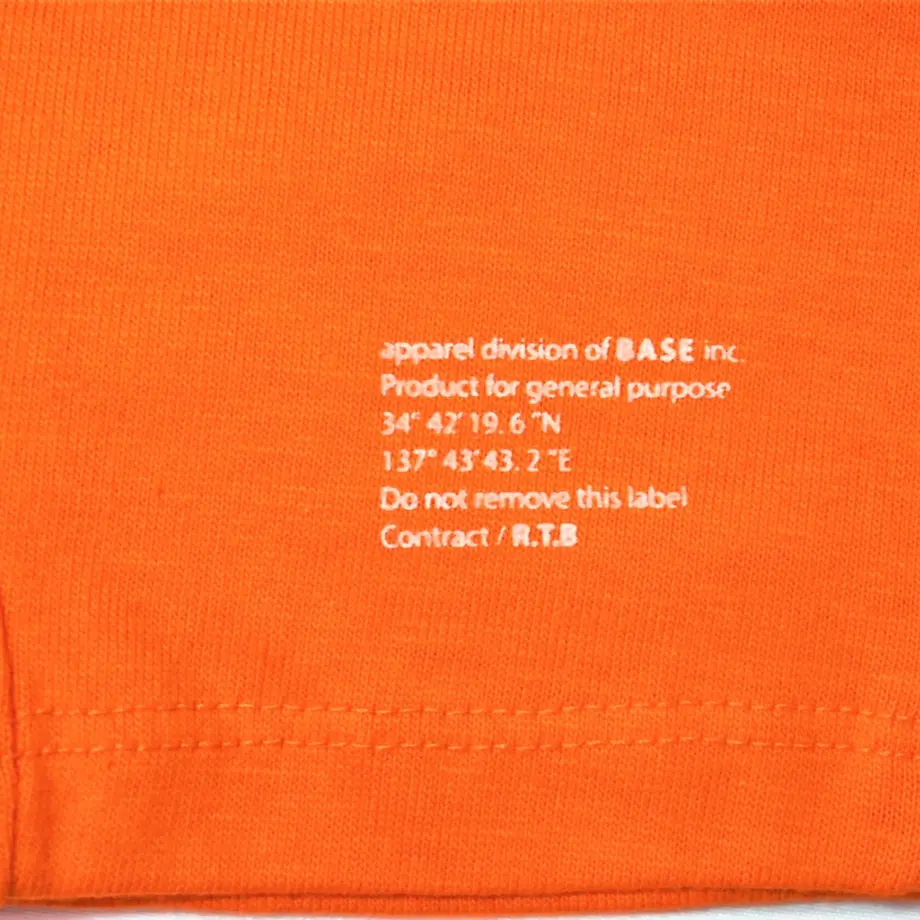 apparel division of BASE inc.
Product for general purpose
34° 42' 19.6 "N
137° 43' 43.2 "E
Do not remove this label
Contract / R.T.B